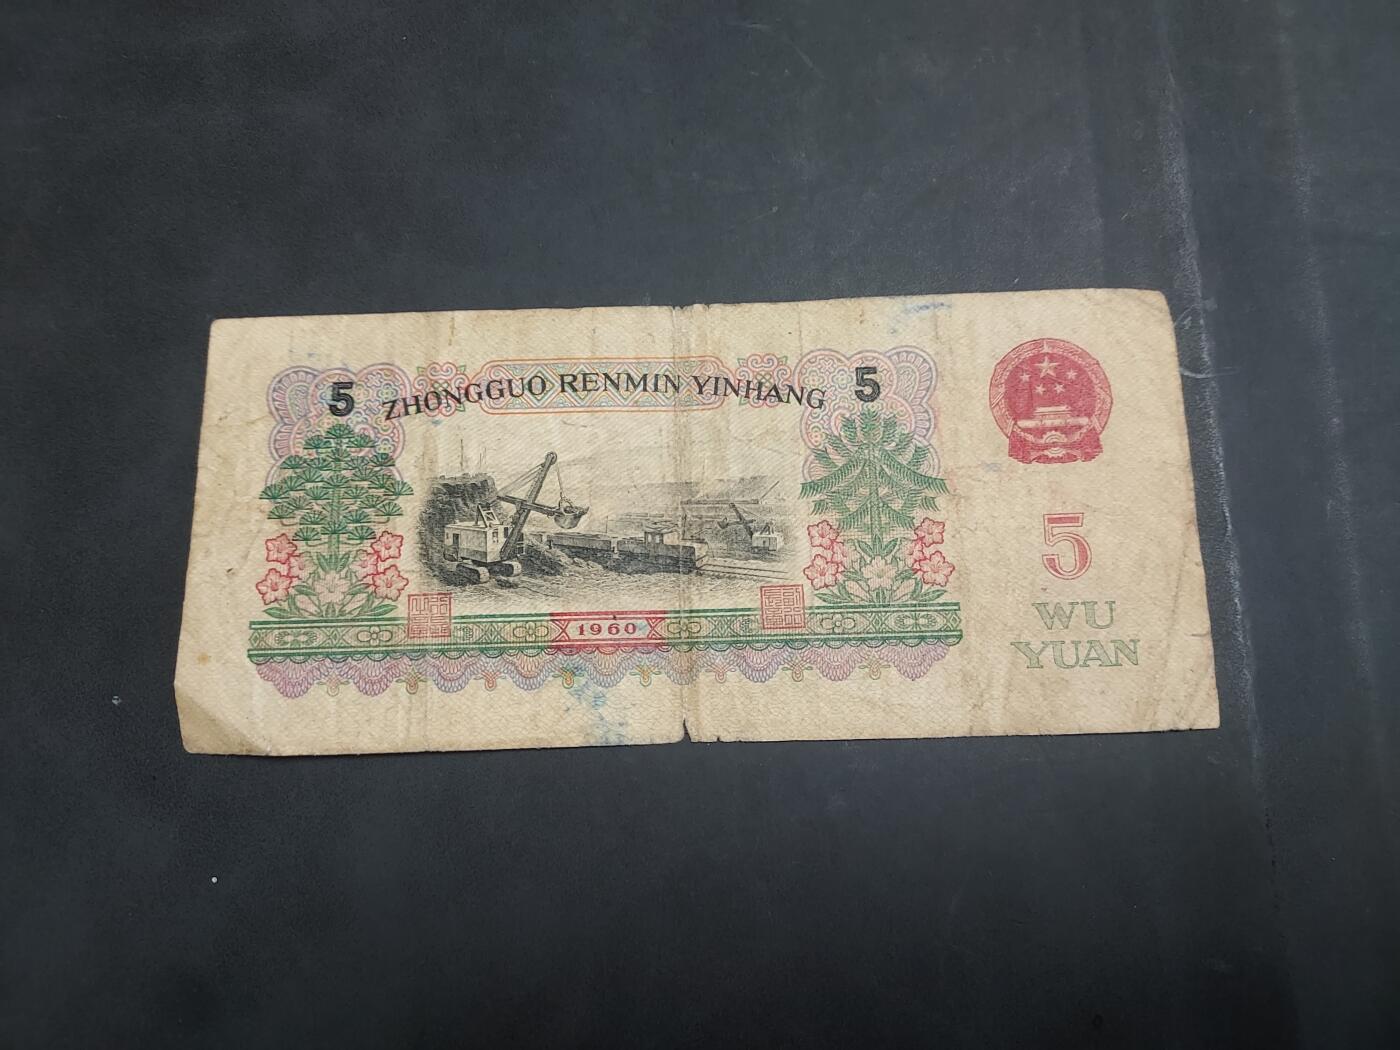 5 ZHONGGUO RENMIN YINHANG 5
5
1960
WU
YUAN